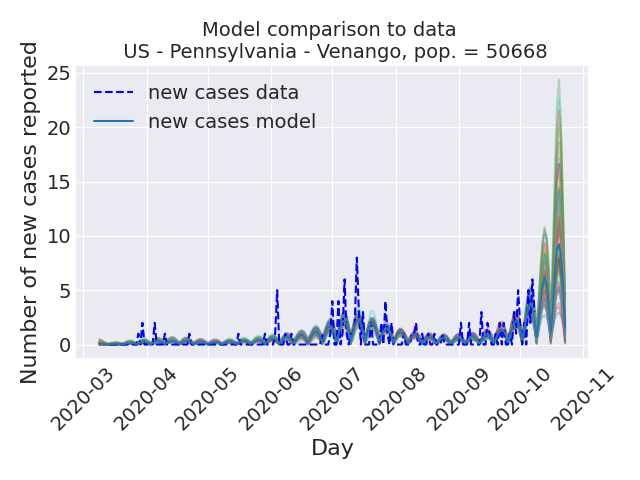 Model comparison to data
US - Pennsylvania - Venango, pop. = 50668
Number of new cases reported
25
20
15
10
5
0
new cases data
new cases model
2020-03
2020-04
2020-05
2020-06
2020-07
2020-08
2020-09
2020-10
2020-11
Day